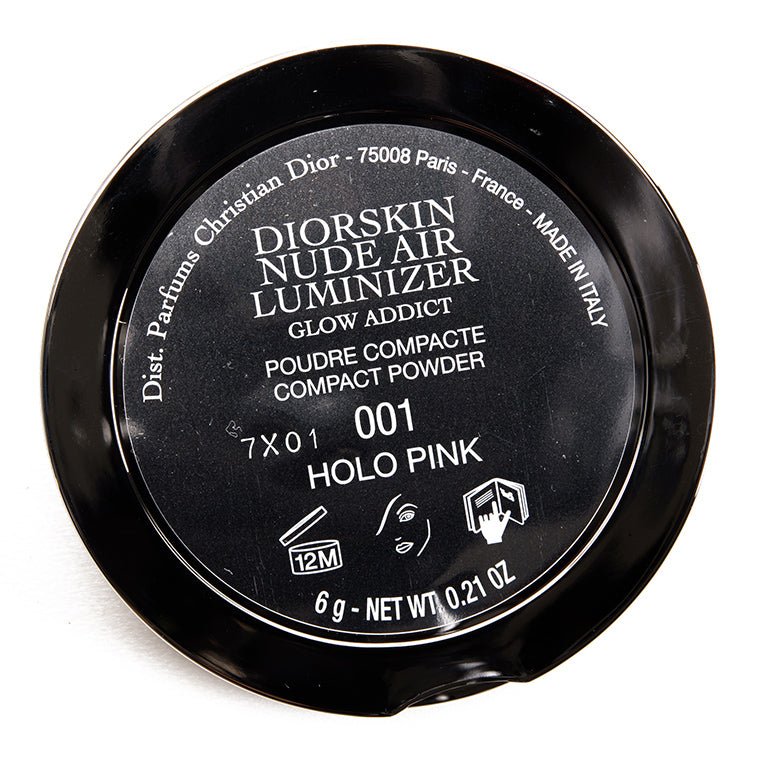 Dist. Parfums Christian Dior - 75008 Paris - France - MADE IN ITALY
DIORSKIN
NUDE AIR
LUMINIZER
GLOW ADDICT
POUDRE COMPACTE
COMPACT POWDER
7X01 001
HOLO PINK
12M
6 g - NET WT. 0.21 OZ